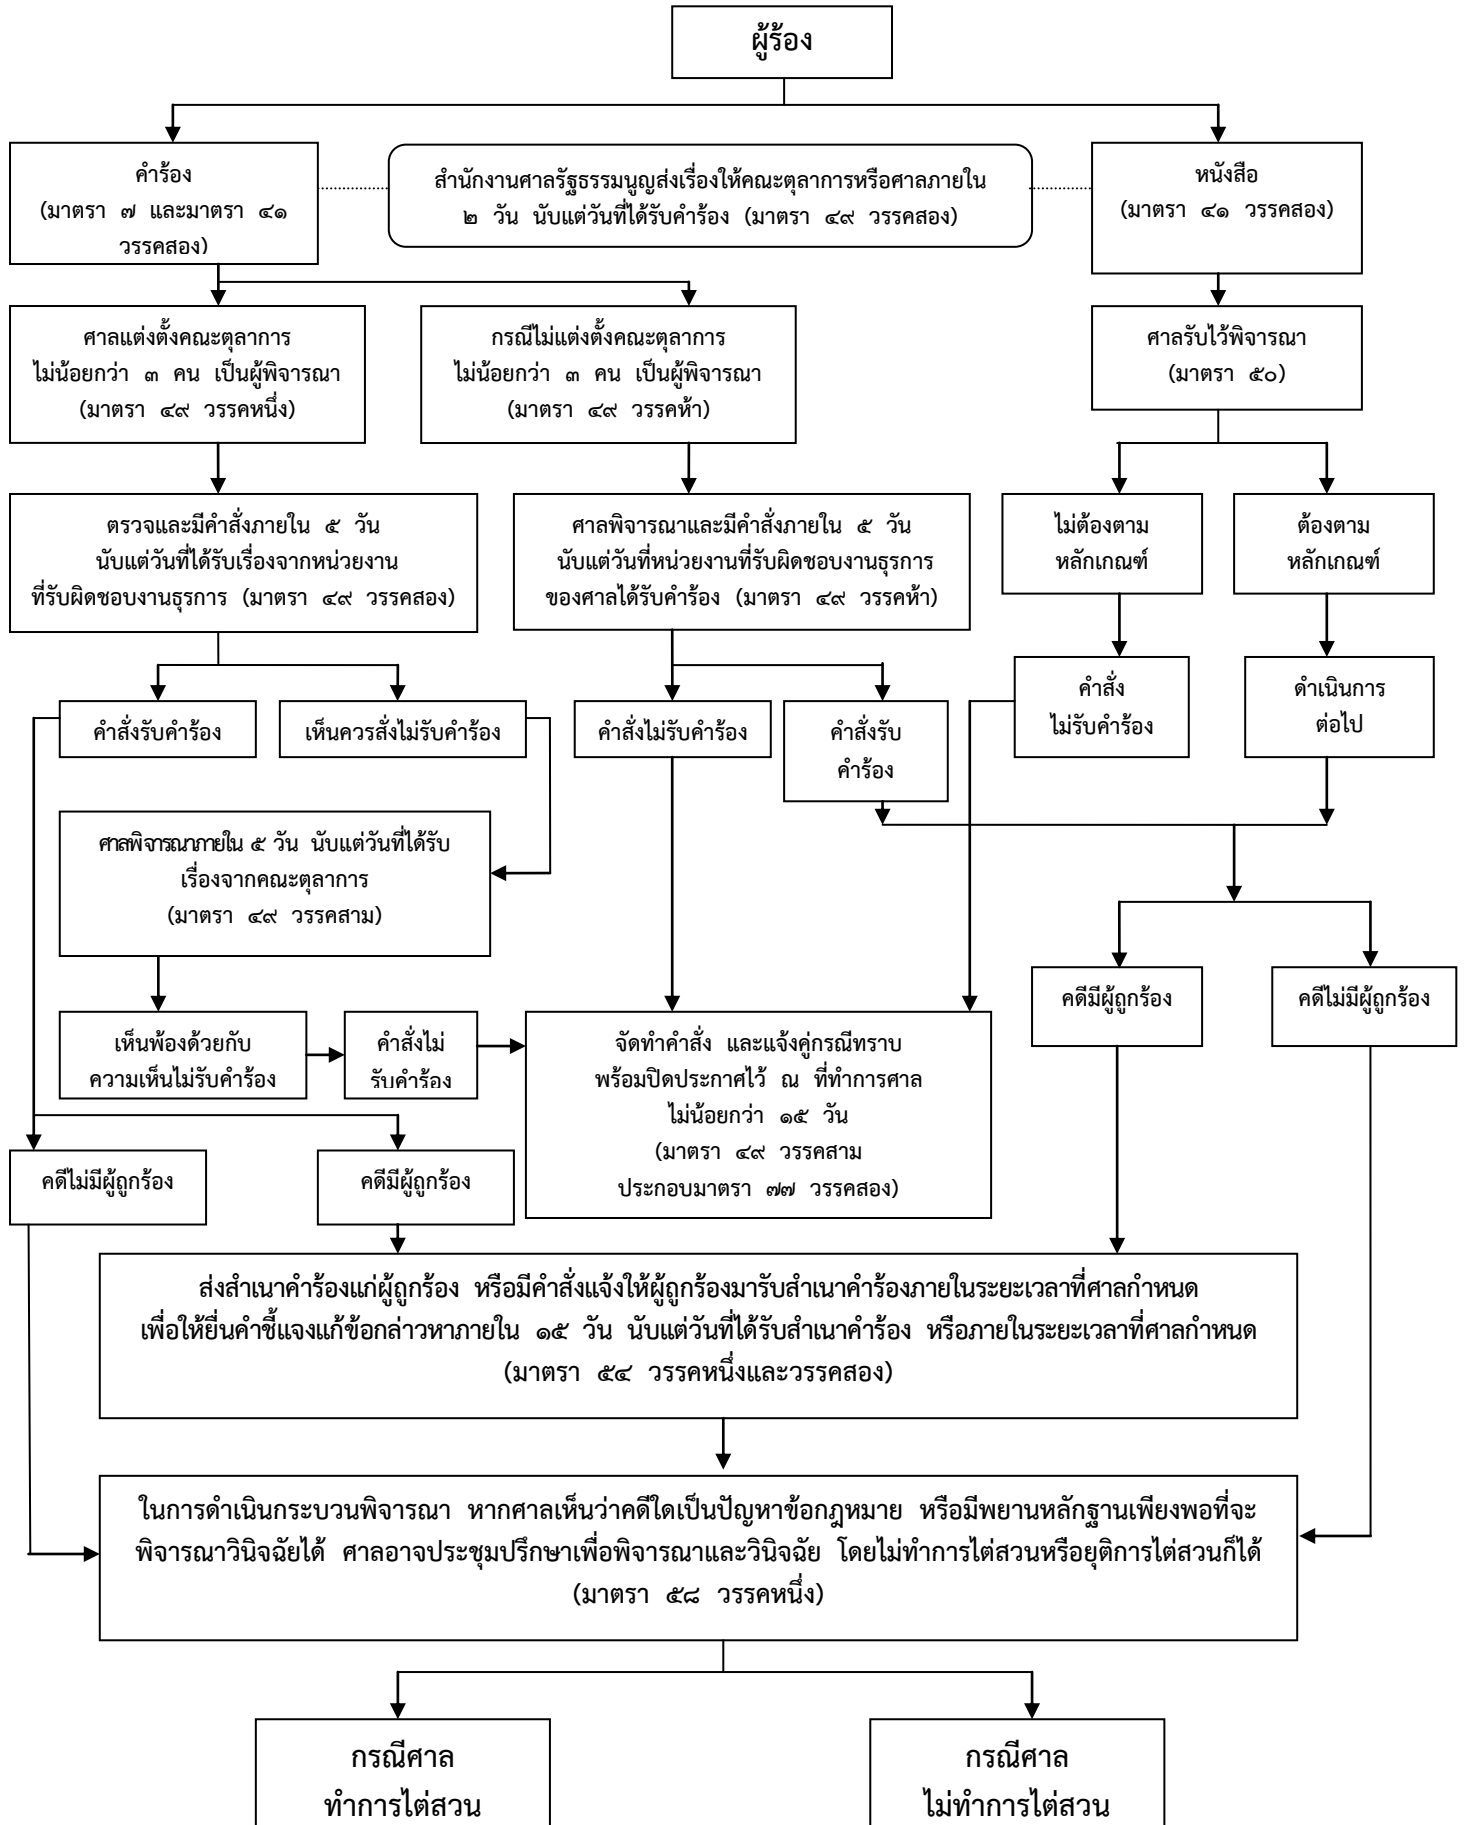 ผู้ร้อง
คำร้อง
(มาตรา ๗ และมาตรา ๔๑
วรรคสอง)
สำนักงานศาลรัฐธรรมนูญส่งเรื่องให้คณะตุลาการหรือศาลภายใน
๒ วัน นับแต่วันที่ได้รับคำร้อง (มาตรา ๔๙ วรรคสอง)
หนังสือ
(มาตรา ๔๑ วรรคสอง)
ศาลแต่งตั้งคณะตุลาการ
ไม่น้อยกว่า ๓ คน เป็นผู้พิจารณา
(มาตรา ๔๙ วรรคหนึ่ง)
กรณีไม่แต่งตั้งคณะตุลาการ
ไม่น้อยกว่า ๓ คน เป็นผู้พิจารณา
(มาตรา ๔๙ วรรคห้า)
ศาลรับไว้พิจารณา
(มาตรา ๕๐)
ตรวจและมีคำสั่งภายใน ๕ วัน
นับแต่วันที่ได้รับเรื่องจากหน่วยงาน
ที่รับผิดชอบงานธุรการ (มาตรา ๔๙ วรรคสอง)
ศาลพิจารณาและมีคำสั่งภายใน ๕ วัน
นับแต่วันที่หน่วยงานที่รับผิดชอบงานธุรการ
ของศาลได้รับคำร้อง (มาตรา ๔๙ วรรคห้า)
ไม่ต้องตาม
หลักเกณฑ์
ต้องตาม
หลักเกณฑ์
คำสั่งรับคำร้อง
เห็นควรสั่งไม่รับคำร้อง
คำสั่งไม่รับคำร้อง
คำสั่งรับ
คำร้อง
คำสั่ง
ไม่รับคำร้อง
ดำเนินการ
ต่อไป
ศาลพิจารณาภายใน ๕ วัน นับแต่วันที่ได้รับ
เรื่องจากคณะตุลาการ
(มาตรา ๔๙ วรรคสาม)
คดีมีผู้ถูกร้อง
คดีไม่มีผู้ถูกร้อง
เห็นพ้องด้วยกับ
ความเห็นไม่รับคำร้อง
คำสั่งไม่
รับคำร้อง
จัดทำคำสั่ง และแจ้งคู่กรณีทราบ
พร้อมปิดประกาศไว้ ณ ที่ทำการศาล
ไม่น้อยกว่า ๑๕ วัน
(มาตรา ๔๙ วรรคสาม
ประกอบมาตรา ๗๗ วรรคสอง)
คดีไม่มีผู้ถูกร้อง
คดีมีผู้ถูกร้อง
ส่งสำเนาคำร้องแก่ผู้ถูกร้อง หรือมีคำสั่งแจ้งให้ผู้ถูกร้องมารับสำเนาคำร้องภายในระยะเวลาที่ศาลกำหนด
เพื่อให้ยื่นคำชี้แจงแก้ข้อกล่าวหาภายใน ๑๕ วัน นับแต่วันที่ได้รับสำเนาคำร้อง หรือภายในระยะเวลาที่ศาลกำหนด
(มาตรา ๕๔ วรรคหนึ่งและวรรคสอง)
ในการดำเนินกระบวนพิจารณา หากศาลเห็นว่าคดีใดเป็นปัญหาข้อกฎหมาย หรือมีพยานหลักฐานเพียงพอที่จะ
พิจารณาวินิจฉัยได้ ศาลอาจประชุมปรึกษาเพื่อพิจารณาและวินิจฉัย โดยไม่ทำการไต่สวนหรือยุติการไต่สวนก็ได้
(มาตรา ๕๘ วรรคหนึ่ง)
กรณีศาล
ทำการไต่สวน
กรณีศาล
ไม่ทำการไต่สวน